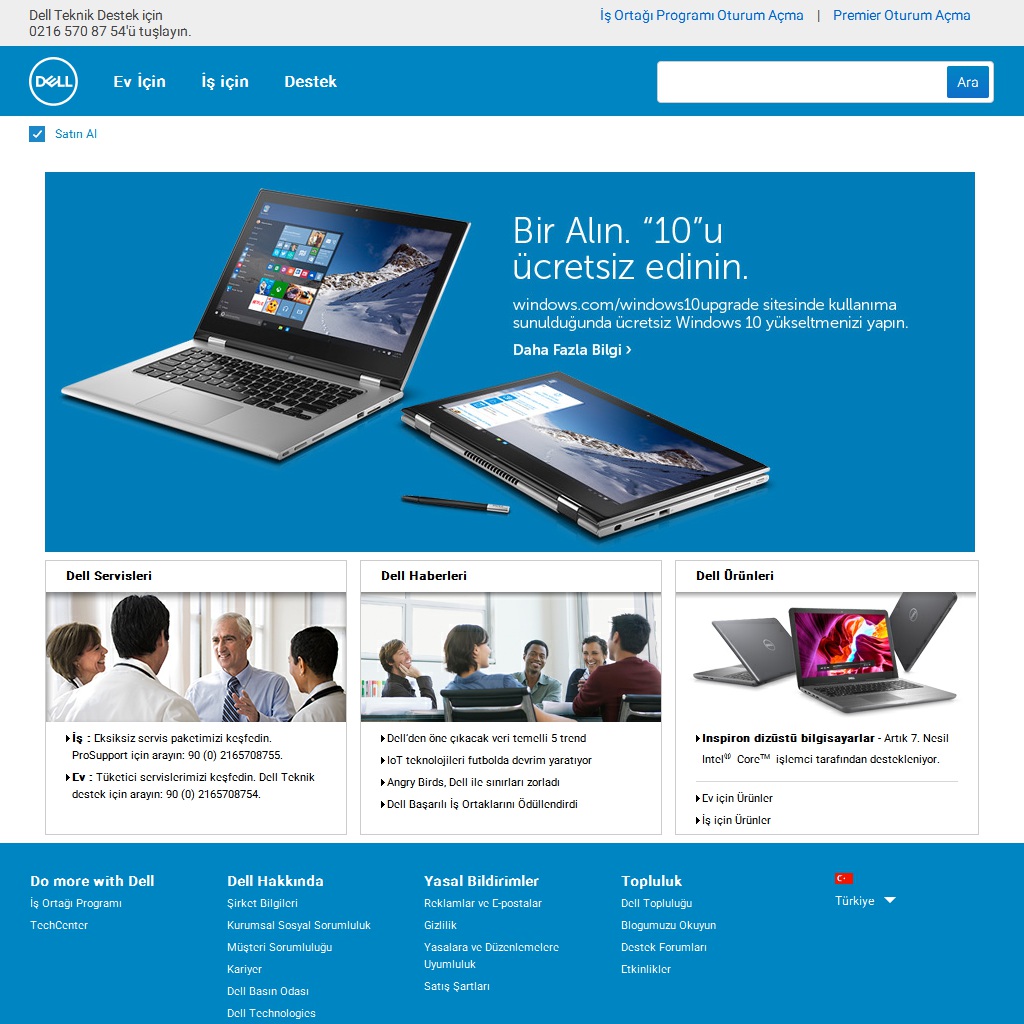 Dell Teknik Destek için
0216 570 87 54'ü tuşlayın.
İş Ortağı Programı Oturum Açma | Premier Oturum Açma
DELL
Ev İçin
İş için
Destek
Ara
Satın Al
Bir Alın. “10”u
ücretsiz edinin.
windows.com/windows10upgrade sitesinde kullanıma
sunulduğunda ücretsiz Windows 10 yükseltmenizi yapın.
Daha Fazla Bilgi ›
Dell Servisleri
İş : Eksiksiz servis paketimizi keşfedin.
ProSupport için arayın: 90 (0) 2165708755.
Ev : Tüketici servislerimizi keşfedin. Dell Teknik
destek için arayın: 90 (0) 2165708754.
Dell Haberleri
Dell’den öne çıkacak veri temelli 5 trend
IoT teknolojileri futbolda devrim yaratıyor
Angry Birds, Dell ile sınırları zorladı
Dell Başarılı İş Ortaklarını Ödüllendirdi
Dell Ürünleri
Inspiron dizüstü bilgisayarlar - Artık 7. Nesil
Intel® Core™ işlemci tarafından destekleniyor.
Ev için Ürünler
İş için Ürünler
Do more with Dell
İş Ortağı Programı
TechCenter
Dell Hakkında
Şirket Bilgileri
Kurumsal Sosyal Sorumluluk
Müşteri Sorumluluğu
Kariyer
Dell Basın Odası
Dell Technologies
Yasal Bildirimler
Reklamlar ve E-postalar
Gizlilik
Yasalara ve Düzenlemelere
Uyumluluk
Satış Şartları
Topluluk
Dell Topluluğu
Blogumuzu Okuyun
Destek Forumları
Etkinlikler
Türkiye